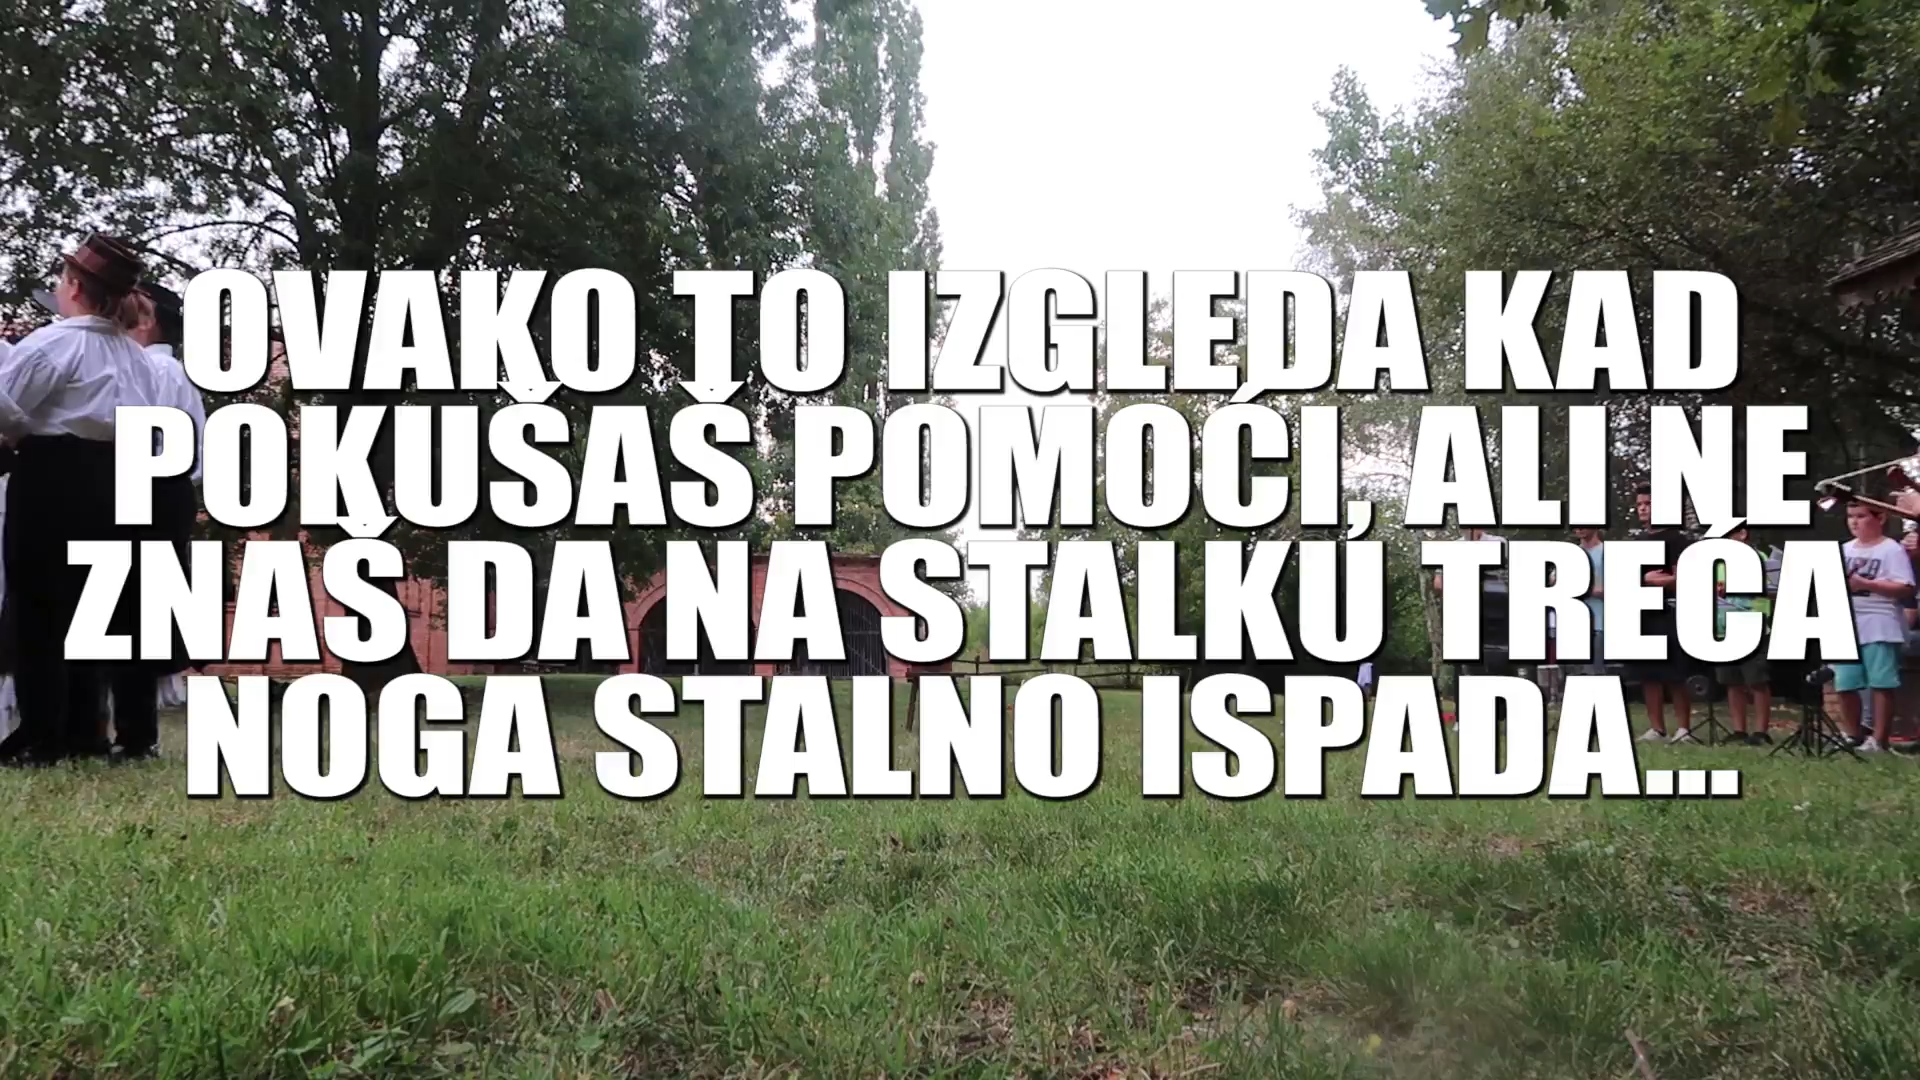 OVAKO TO IZGLEDA KAD
POKUŠAŠ POMOĆI, ALI NE
ZNAŠ DA NA STALKU TREĆA
NOGA STALNO ISPADA...